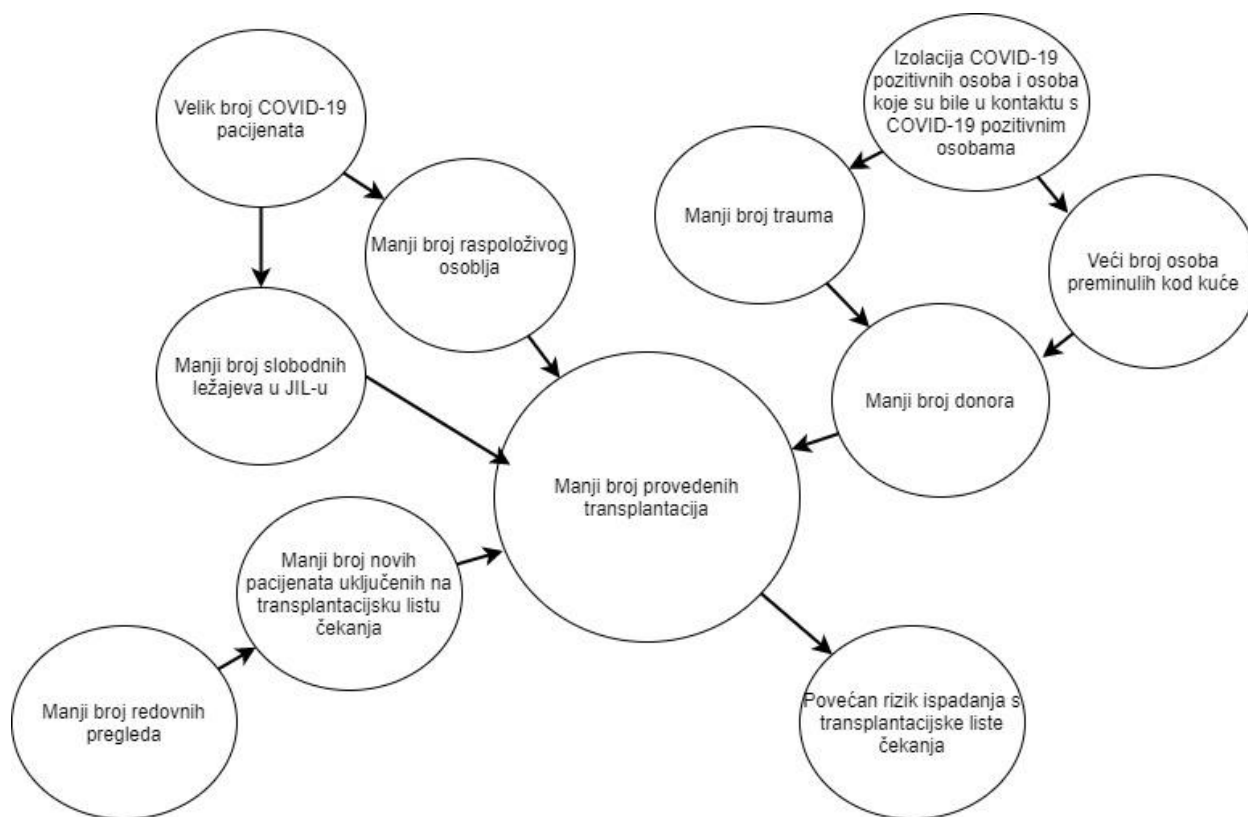 Velik broj COVID-19
pacijenata
Izolacija COVID-19
pozitivnih osoba i osoba
koje su bile u kontaktu s
COVID-19 pozitivnim
osobama
Manji broj trauma
Manji broj raspoloživog
osoblja
Veći broj osoba
preminulih kod kuće
Manji broj slobodnih
ležajeva u JIL-u
Manji broj donora
Manji broj provedenih
transplantacija
Manji broj novih
pacijenata uključenih na
transplantacijsku listu
čekanja
Manji broj redovnih
pregleda
Povećan rizik ispadanja s
transplantacijske liste
čekanja